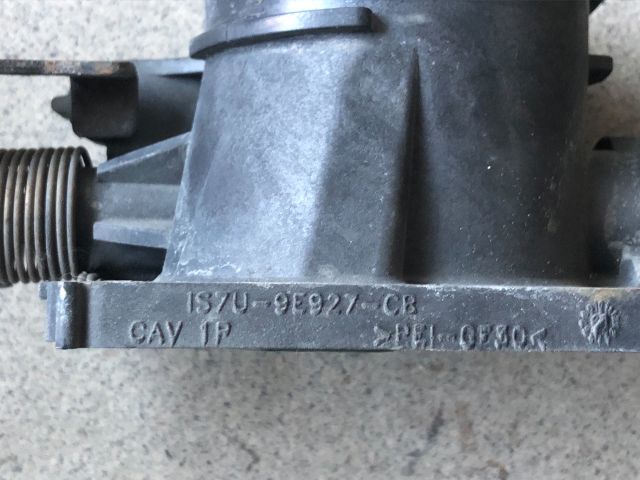 1S7U-9E927-CB
CAV 1P
>PEI-GF30<